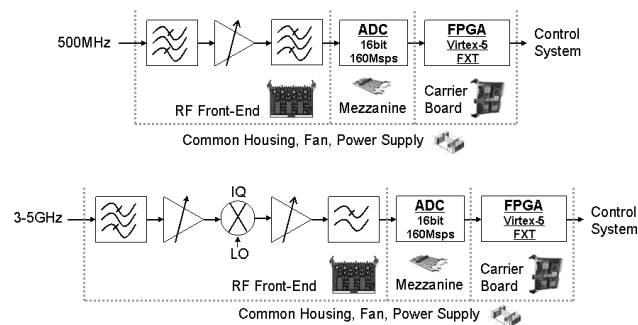 500MHz
ADC
16bit
160Msps
FPGA
Virtex-5
FXT
Control
System
RF Front-End
Mezzanine
Carrier
Board
Common Housing, Fan, Power Supply
3-5GHz
IQ
LO
ADC
16bit
160Msps
FPGA
Virtex-5
FXT
Control
System
RF Front-End
Mezzanine
Carrier
Board
Common Housing, Fan, Power Supply